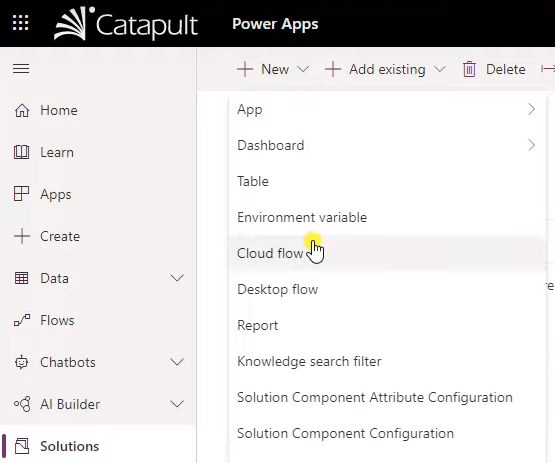 Catapult Power Apps
New Add existing Delete
App
Dashboard
Table
Environment variable
Cloud flow
Desktop flow
Report
Knowledge search filter
Solution Component Attribute Configuration
Solution Component Configuration
Home
Learn
Apps
Create
Data
Flows
Chatbots
AI Builder
Solutions